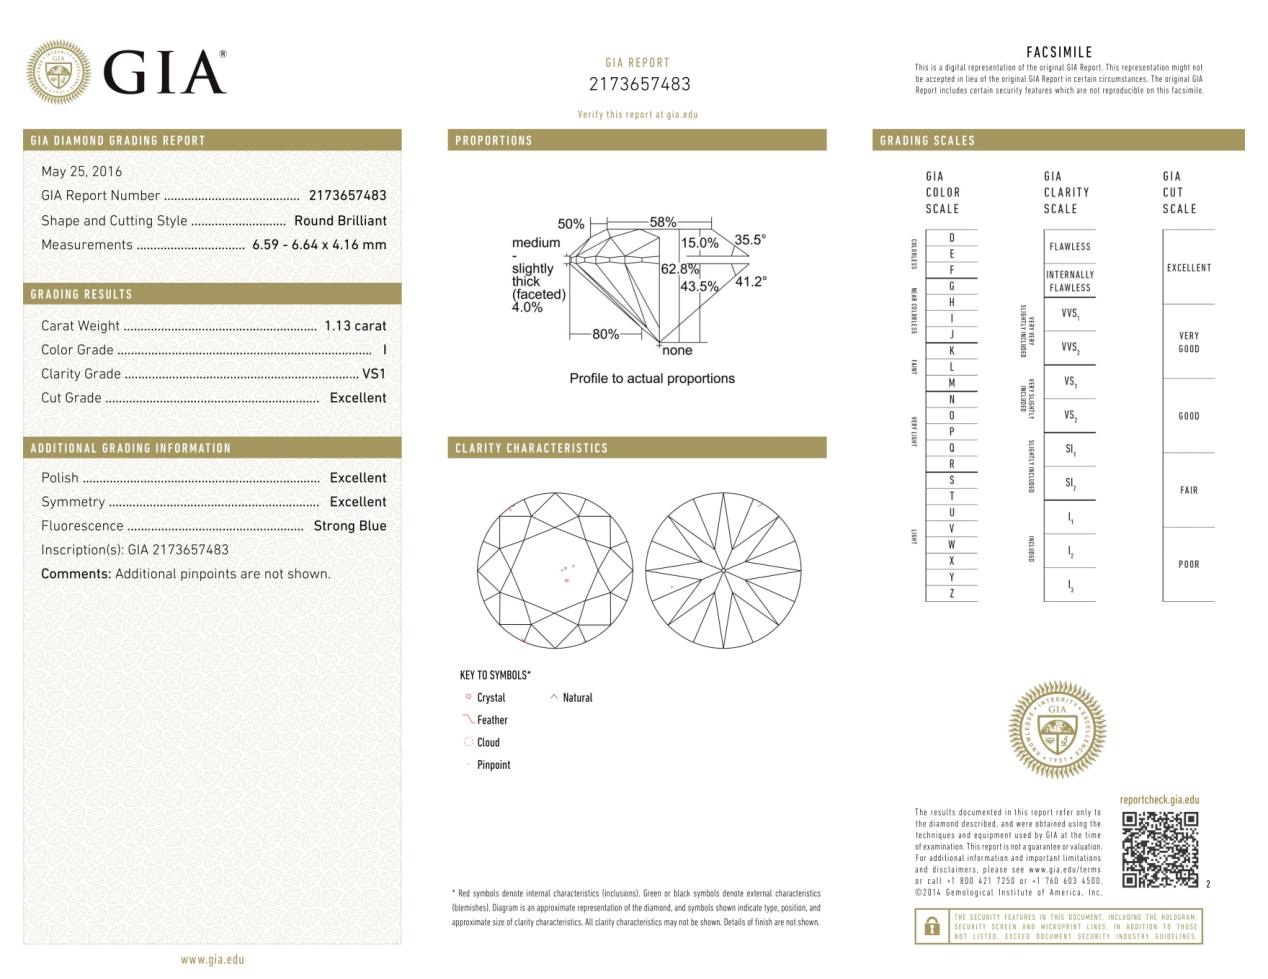 GIA®
GIA REPORT
2173657483
Verify this report at gia.edu
FACSIMILE
This is a digital representation of the original GIA Report. This representation might not
be accepted in lieu of the original GIA Report in certain circumstances. The original GIA
Report includes certain security features which are not reproducible on this facsimile.
GIA DIAMOND GRADING REPORT
May 25, 2016
GIA Report Number ....................................... 2173657483
Shape and Cutting Style ........................... Round Brilliant
Measurements ............................... 6.59 - 6.64 x 4.16 mm
GRADING RESULTS
Carat Weight ....................................................... 1.13 carat
Color Grade ......................................................................... I
Clarity Grade ................................................................... VS1
Cut Grade ............................................................. Excellent
ADDITIONAL GRADING INFORMATION
Polish .................................................................... Excellent
Symmetry ............................................................ Excellent
Fluorescence .................................................. Strong Blue
Inscription(s): GIA 2173657483
Comments: Additional pinpoints are not shown.
www.gia.edu
PROPORTIONS
50%
58%
medium
-
slightly
thick
(faceted)
4.0%
15.0%
35.5°
62.8%
43.5%
41.2°
80%
none
Profile to actual proportions
CLARITY CHARACTERISTICS
KEY TO SYMBOLS*
Crystal
Natural
Feather
Cloud
Pinpoint
* Red symbols denote internal characteristics (inclusions). Green or black symbols denote external characteristics
(blemishes). Diagram is an approximate representation of the diamond, and symbols shown indicate type, position, and
approximate size of clarity characteristics. All clarity characteristics may not be shown. Details of finish are not shown.
GRADING SCALES
GIA
COLOR
SCALE
COLORLESS
D
E
F
NEAR COLORLESS
G
H
I
J
FAINT
K
L
M
VERY LIGHT
N
O
P
Q
R
LIGHT
S
T
U
V
W
X
Y
Z
GIA
CLARITY
SCALE
FLAWLESS
INTERNALLY
FLAWLESS
VERY VERY
SLIGHTLY INCLUDED
VVS1
VVS2
VERY SLIGHTLY
INCLUDED
VS1
VS2
SLIGHTLY INCLUDED
SI1
SI2
INCLUDED
I1
I2
I3
GIA
CUT
SCALE
EXCELLENT
VERY
GOOD
GOOD
FAIR
POOR
KNOWLEDGE • INTEGRITY • EXCELLENCE
GIA
• 1931 •
reportcheck.gia.edu
The results documented in this report refer only to
the diamond described, and were obtained using the
techniques and equipment used by GIA at the time
of examination. This report is not a guarantee or valuation.
For additional information and important limitations
and disclaimers, please see www.gia.edu/terms
or call +1 800 421 7250 or +1 760 603 4500.
©2014 Gemological Institute of America, Inc.
2
THE SECURITY FEATURES IN THIS DOCUMENT, INCLUDING THE HOLOGRAM,
SECURITY SCREEN AND MICROPRINT LINES, IN ADDITION TO THOSE
NOT LISTED, EXCEED DOCUMENT SECURITY INDUSTRY GUIDELINES.